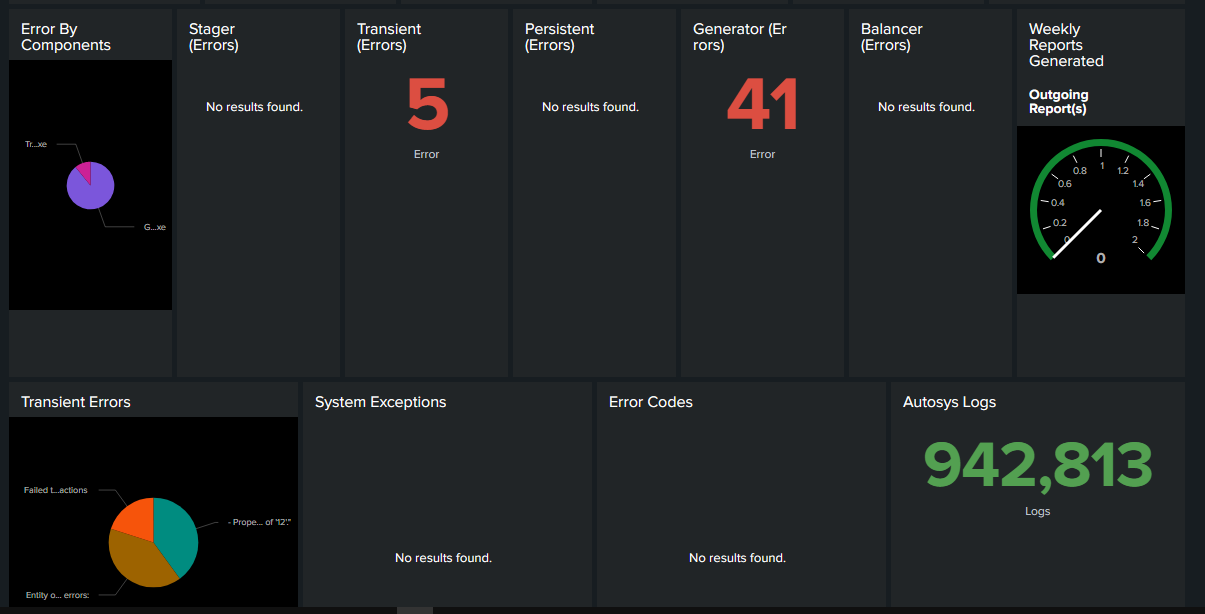 Error By
Components
Tr...xe
G...xe
Stager
(Errors)
No results found.
Transient
(Errors)
5
Error
Persistent
(Errors)
No results found.
Generator (Er
rors)
41
Error
Balancer
(Errors)
No results found.
Weekly
Reports
Generated
Outgoing
Report(s)
0
0.2
0.4
0.6
0.8
1
1.2
1.4
1.6
1.8
2
0
Transient Errors
Failed t...actions
- Prope... of '12'."
Entity o... errors:
System Exceptions
No results found.
Error Codes
No results found.
Autosys Logs
942,813
Logs